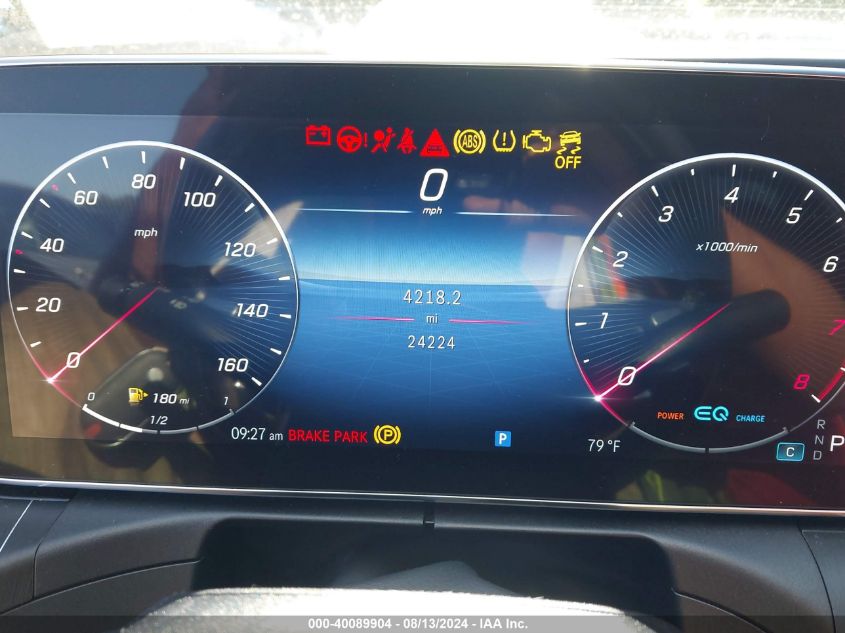 ABS
OFF
0
mph
80
60
100
mph
40
120
20
140
0
160
4218.2
mi
24224
4
3
5
x1000/min
2
6
1
7
0
8
0
180 mi
1
1/2
09:27 am
BRAKE PARK
P
P
79 °F
POWER
EQ
CHARGE
C
R
N
P
D
000-40089904 - 08/13/2024 - IAA Inc.